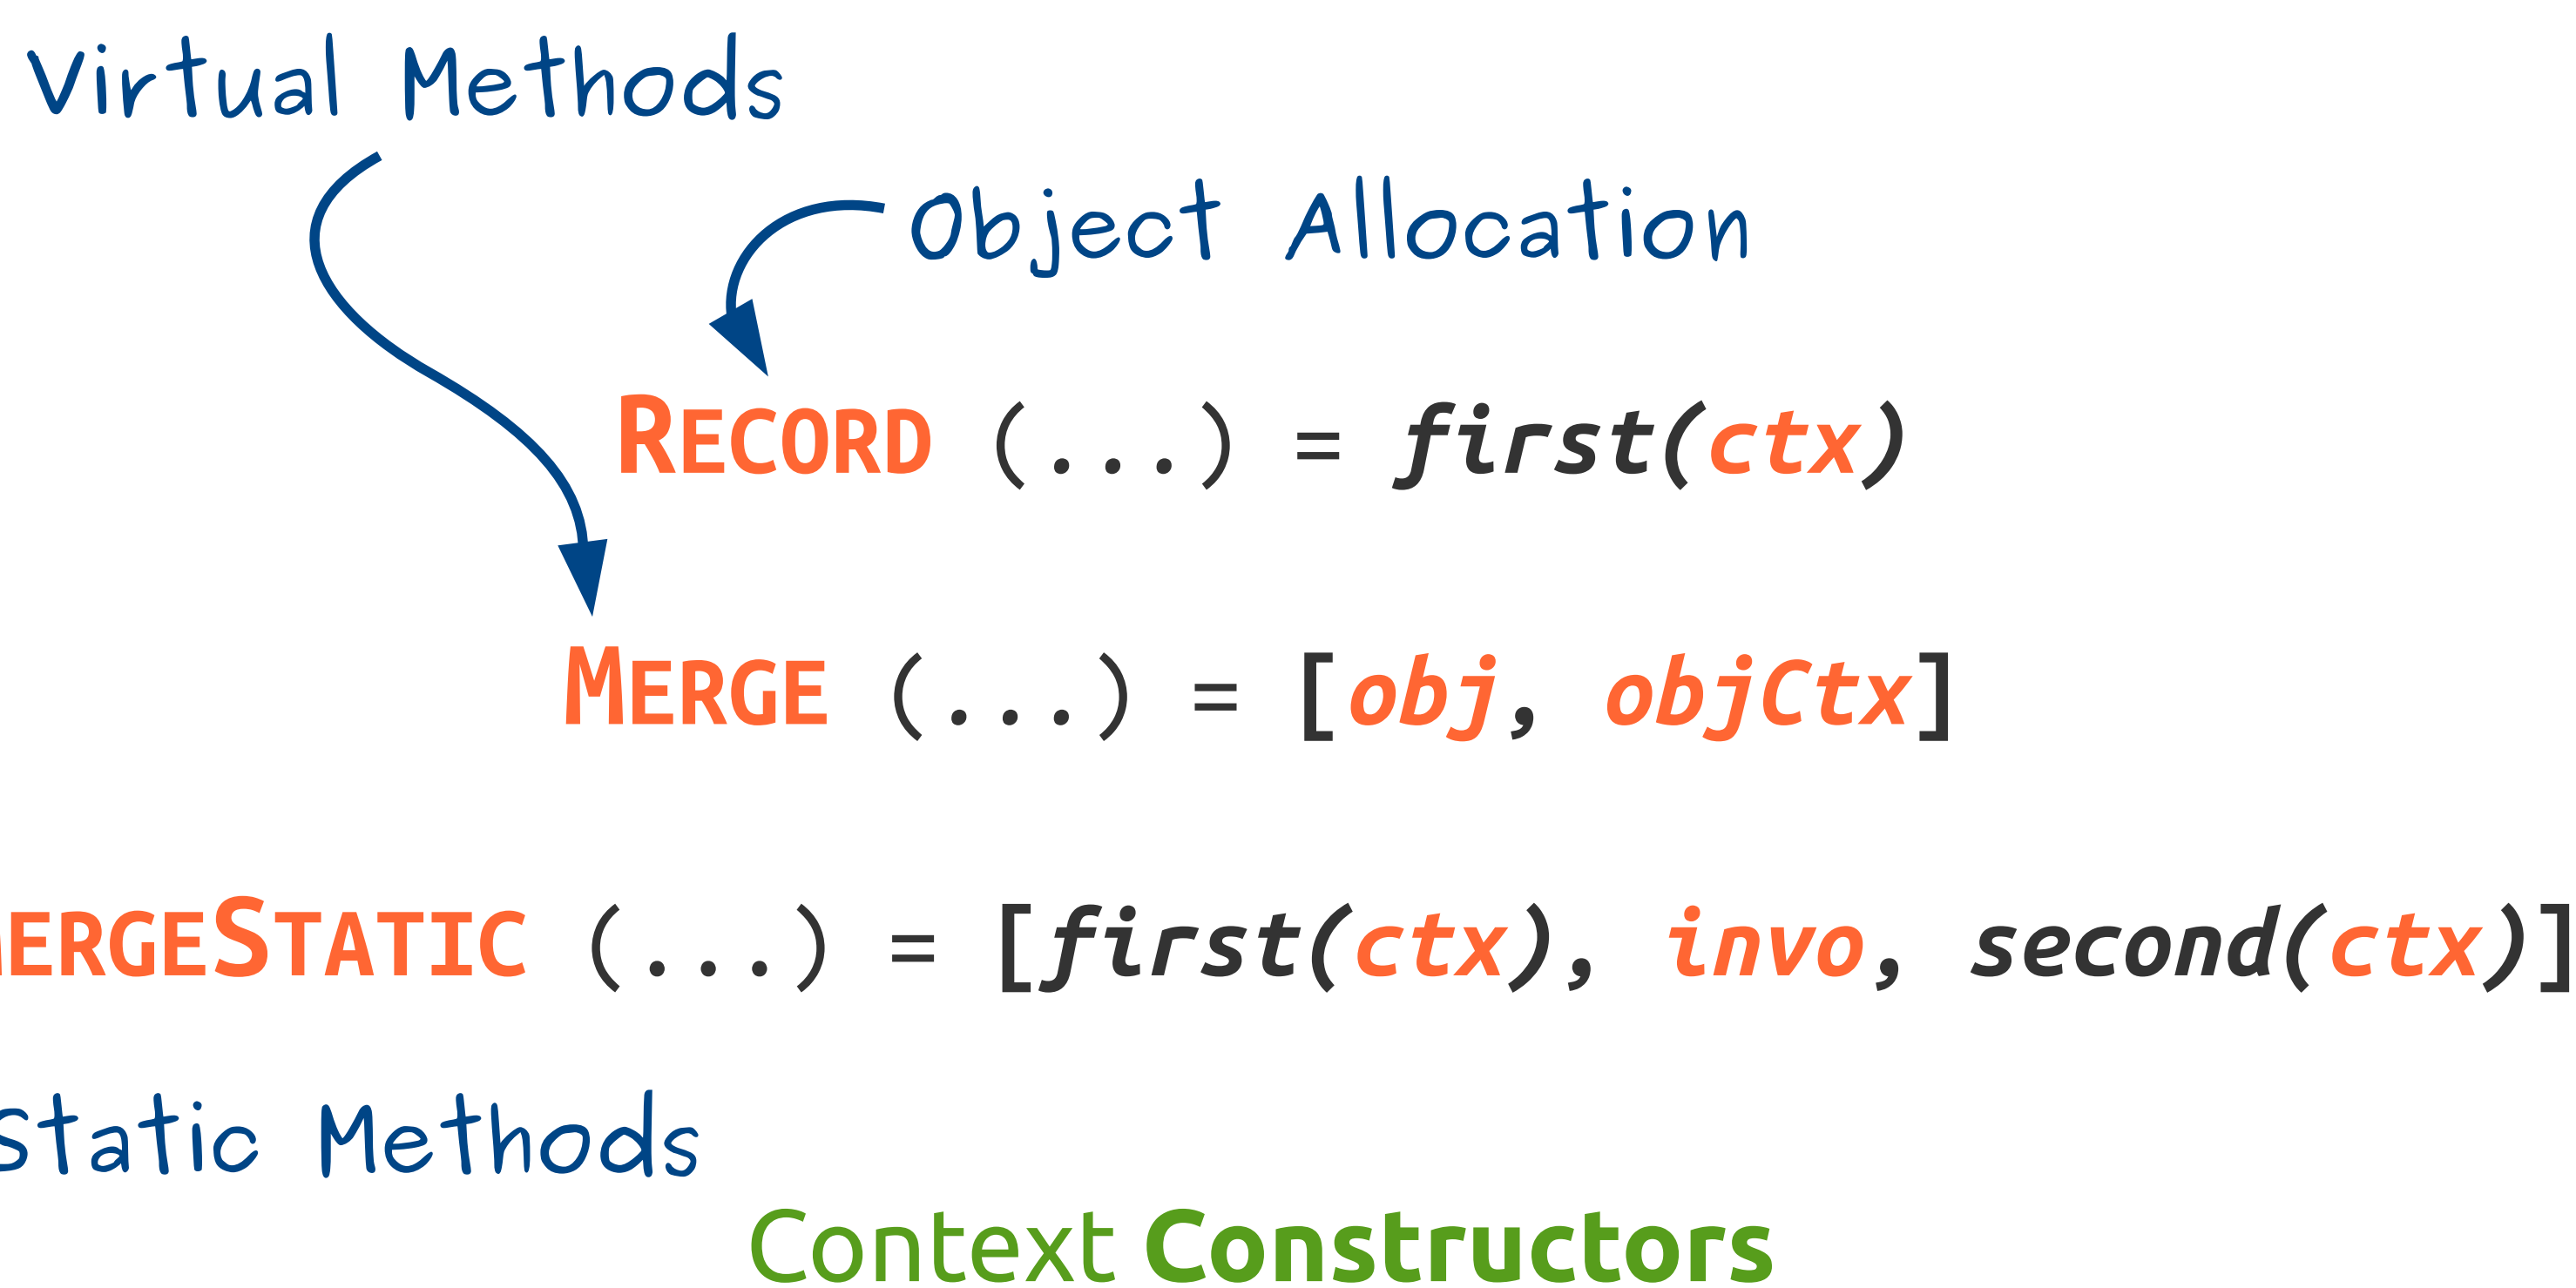 Virtual Methods
Object Allocation
RECORD (...) = first(ctx)
MERGE (...) = [obj, objCtx]
ERGESTATIC (...) = [first(ctx), invo, second(ctx)]
Static Methods
Context Constructors